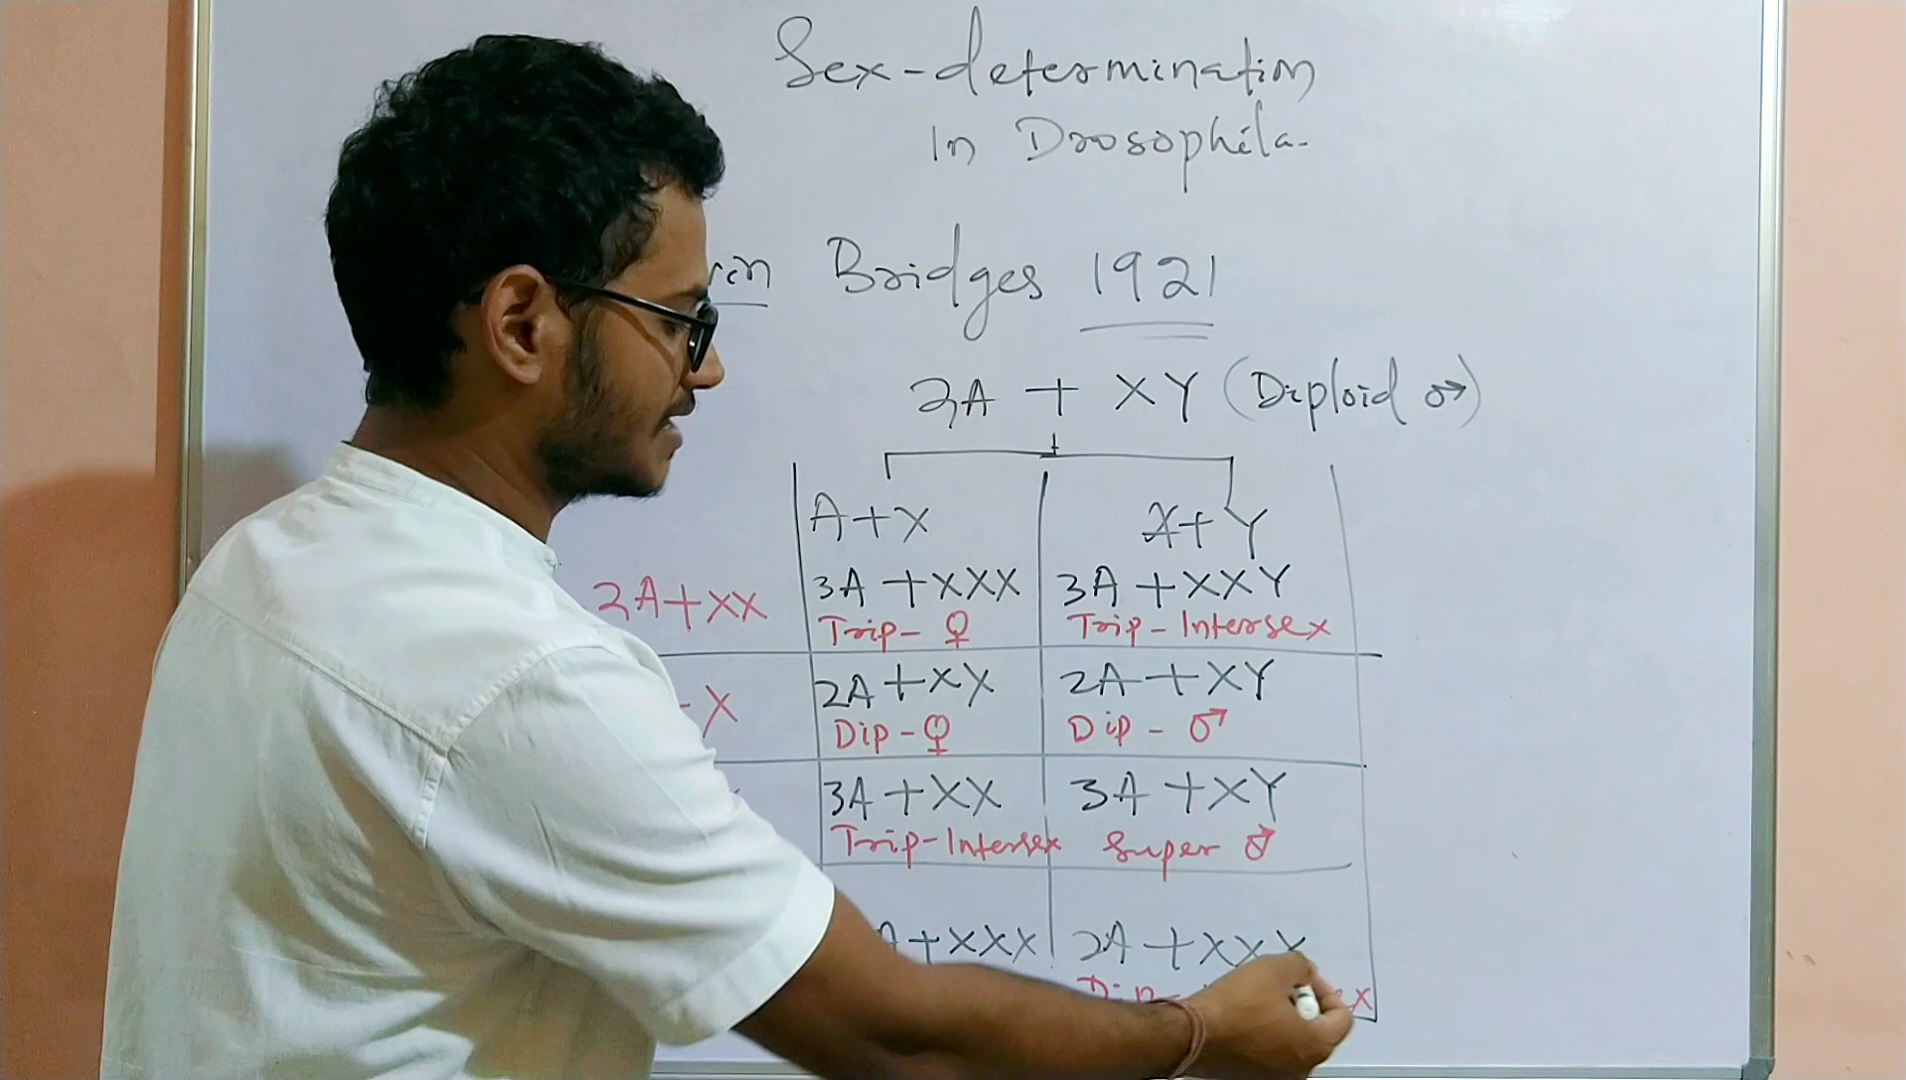 Sex-determination
In Drosophila.
Bridges 1921
2A + XY (Diploid ♂)
A+X X+Y
2A+XX 3A +XXX 3A +XXY
Trip- ♀ Trip-Intersex
X 2A+XX 2A+XY
Dip-♀ Dip - ♂
3A+XX 3A +XY
Trip-Intersex Super ♂
A+XXX 2A+XXY